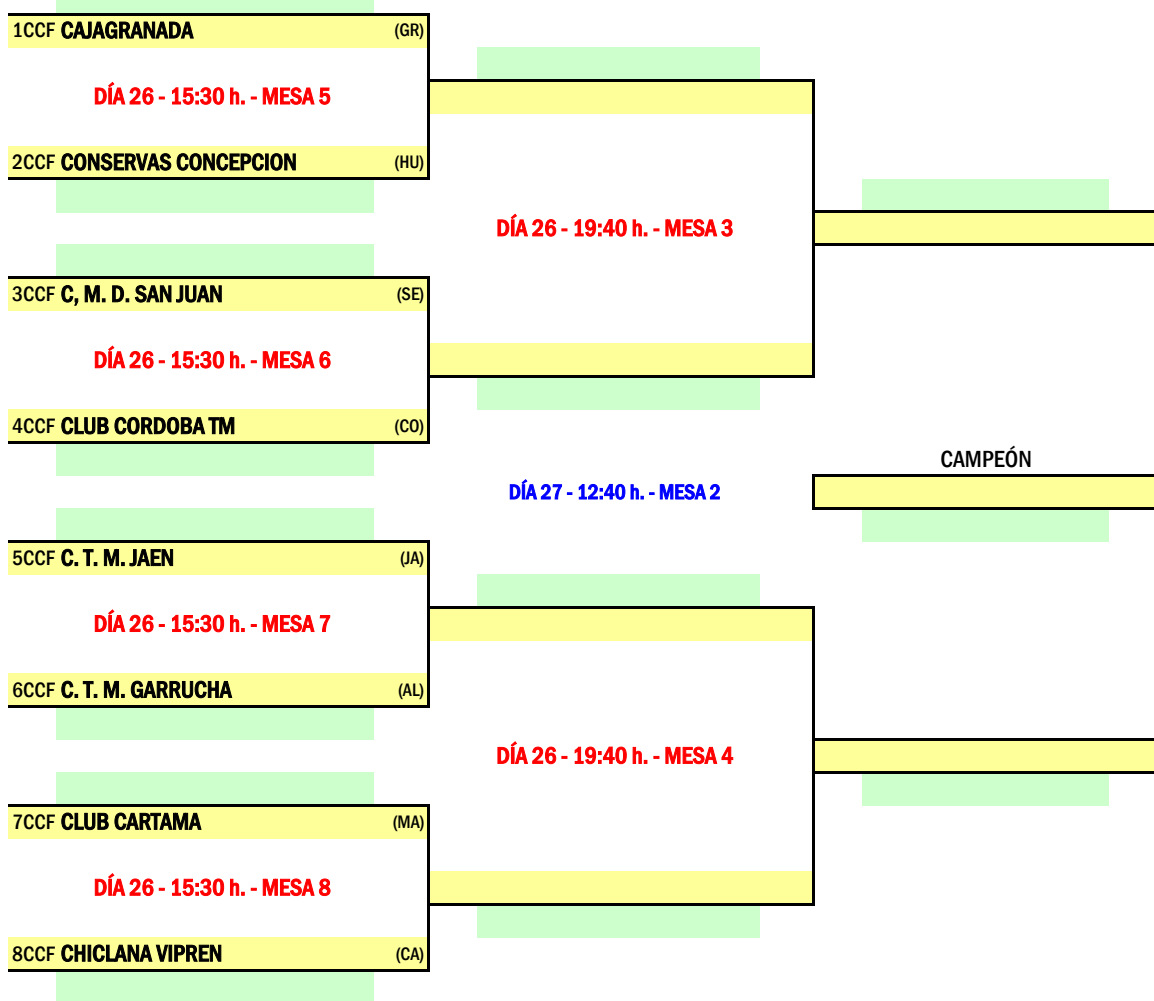 1CCF CAJAGRANADA (GR)
DÍA 26 - 15:30 h. - MESA 5
2CCF CONSERVAS CONCEPCION (HU)
DÍA 26 - 19:40 h. - MESA 3
3CCF C, M. D. SAN JUAN (SE)
DÍA 26 - 15:30 h. - MESA 6
4CCF CLUB CORDOBA TM (CO)
CAMPEÓN
DÍA 27 - 12:40 h. - MESA 2
5CCF C. T. M. JAEN (JA)
DÍA 26 - 15:30 h. - MESA 7
6CCF C. T. M. GARRUCHA (AL)
DÍA 26 - 19:40 h. - MESA 4
7CCF CLUB CARTAMA (MA)
DÍA 26 - 15:30 h. - MESA 8
8CCF CHICLANA VIPREN (CA)